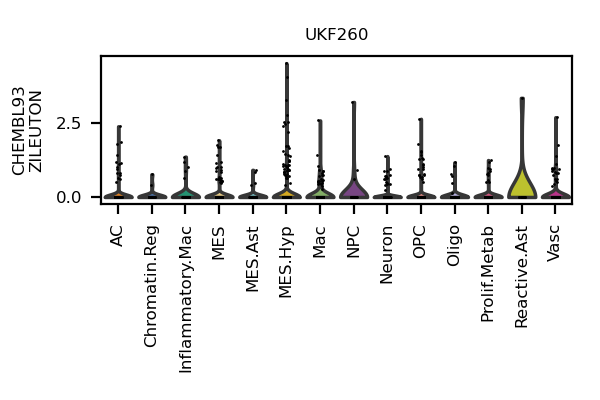 UKF260
CHEMBL93
ZILEUTON
2.5
0.0
AC
Chromatin.Reg
Inflammatory.Mac
MES
MES.Ast
MES.Hyp
Mac
NPC
Neuron
OPC
Oligo
Prolif.Metab
Reactive.Ast
Vasc